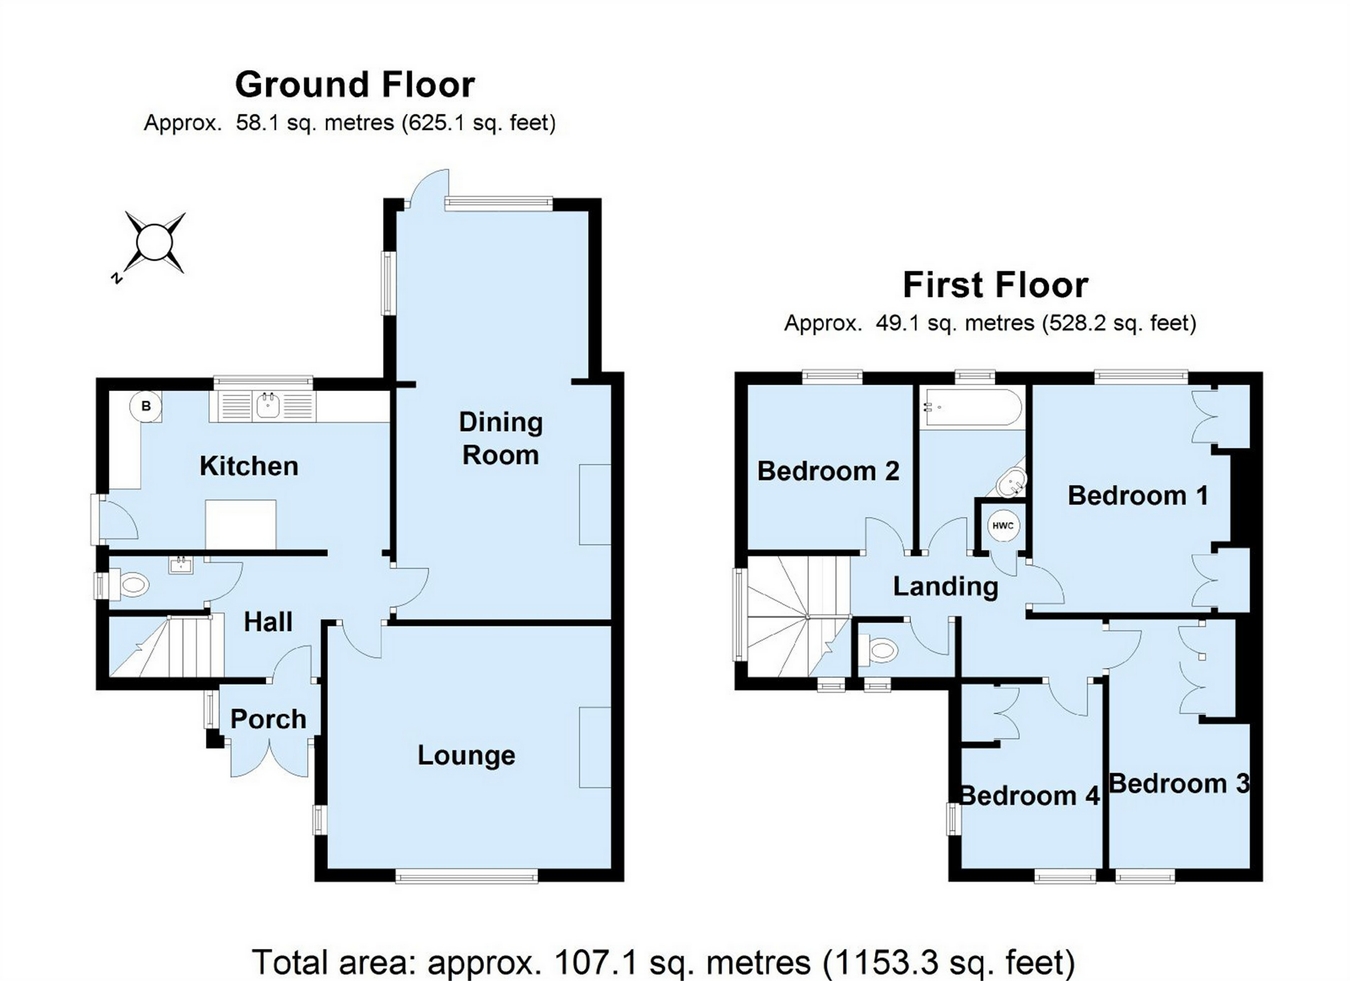 Ground Floor
Approx. 58.1 sq. metres (625.1 sq. feet)
N
B
Kitchen
Dining
Room
Hall
Porch
Lounge
First Floor
Approx. 49.1 sq. metres (528.2 sq. feet)
Bedroom 2
Bedroom 1
HWC
Landing
Bedroom 4
Bedroom 3
Total area: approx. 107.1 sq. metres (1153.3 sq. feet)